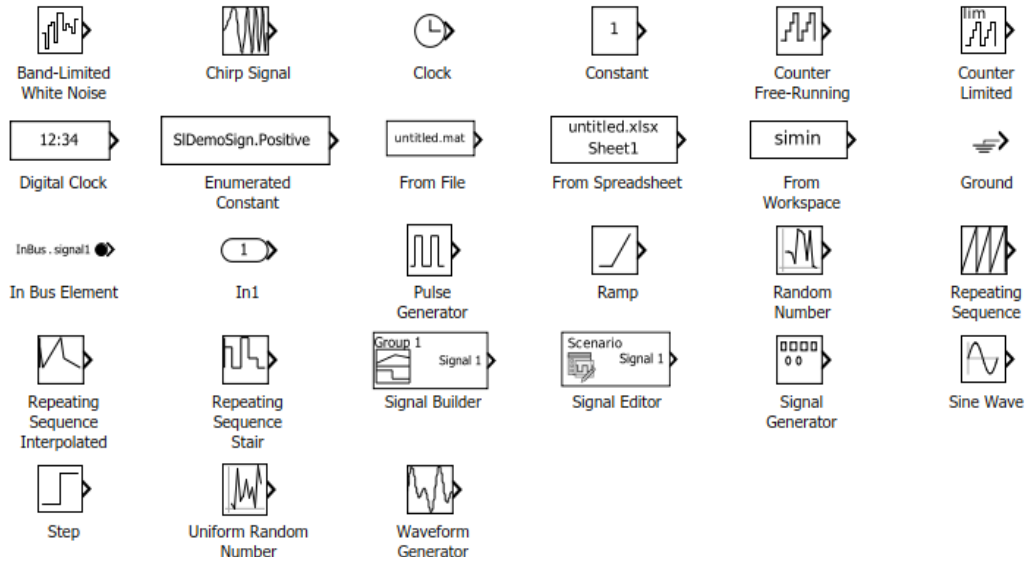 lim
1
Band-Limited
White Noise
Chirp Signal
Clock
Constant
Counter
Free-Running
Counter
Limited
12:34
SlDemoSign.Positive
untitled.mat
untitled.xlsx
Sheet1
simin
Digital Clock
Enumerated
Constant
From File
From Spreadsheet
From
Workspace
Ground
InBus . signal1
1
In Bus Element
In1
Pulse
Generator
Ramp
Random
Number
Repeating
Sequence
Group 1
Signal 1
Scenario
Signal 1
Repeating
Sequence
Interpolated
Repeating
Sequence
Stair
Signal Builder
Signal Editor
Signal
Generator
Sine Wave
Step
Uniform Random
Number
Waveform
Generator